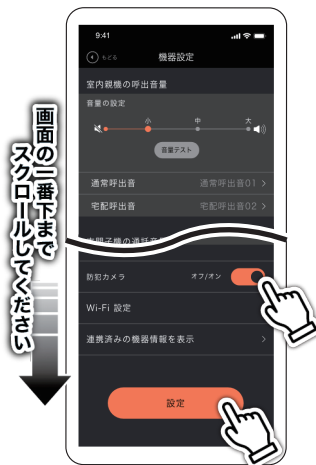 9:41
もどる
機器設定
室内親機の呼出音量
音量の設定
小
中
大
音量テスト
通常呼出音
通常呼出音01 >
宅配呼出音
宅配呼出音02 >
防犯カメラ
オフ/オン
Wi-Fi 設定
連携済みの機器情報を表示
設定
画面の一番下まで
スクロールしてください